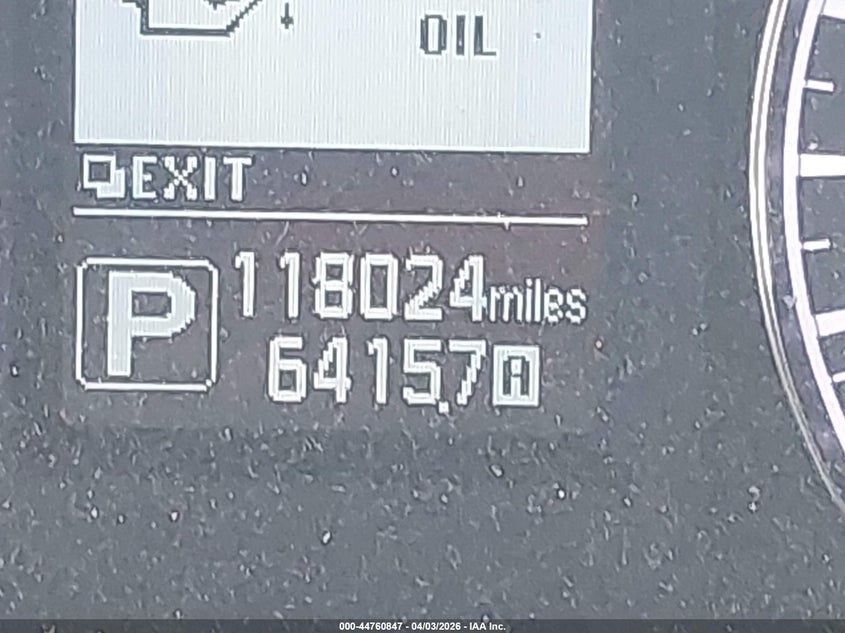 OIL
EXIT
P
118024miles
6415.7A
000-44760847 - 04/03/2026 - IAA Inc.